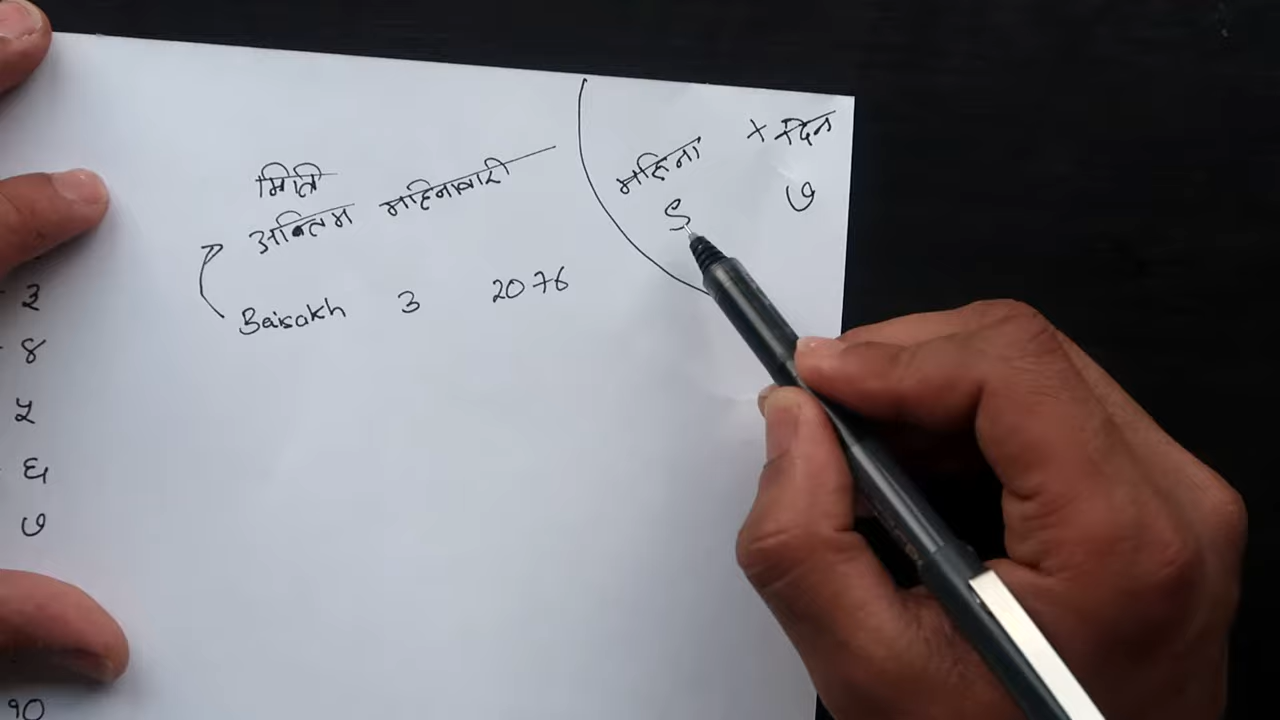 मिति
अन्तिम महिनावारी
Baisakh 3 2076
महिना + दिन
९ ७
३
४
५
६
७
१०